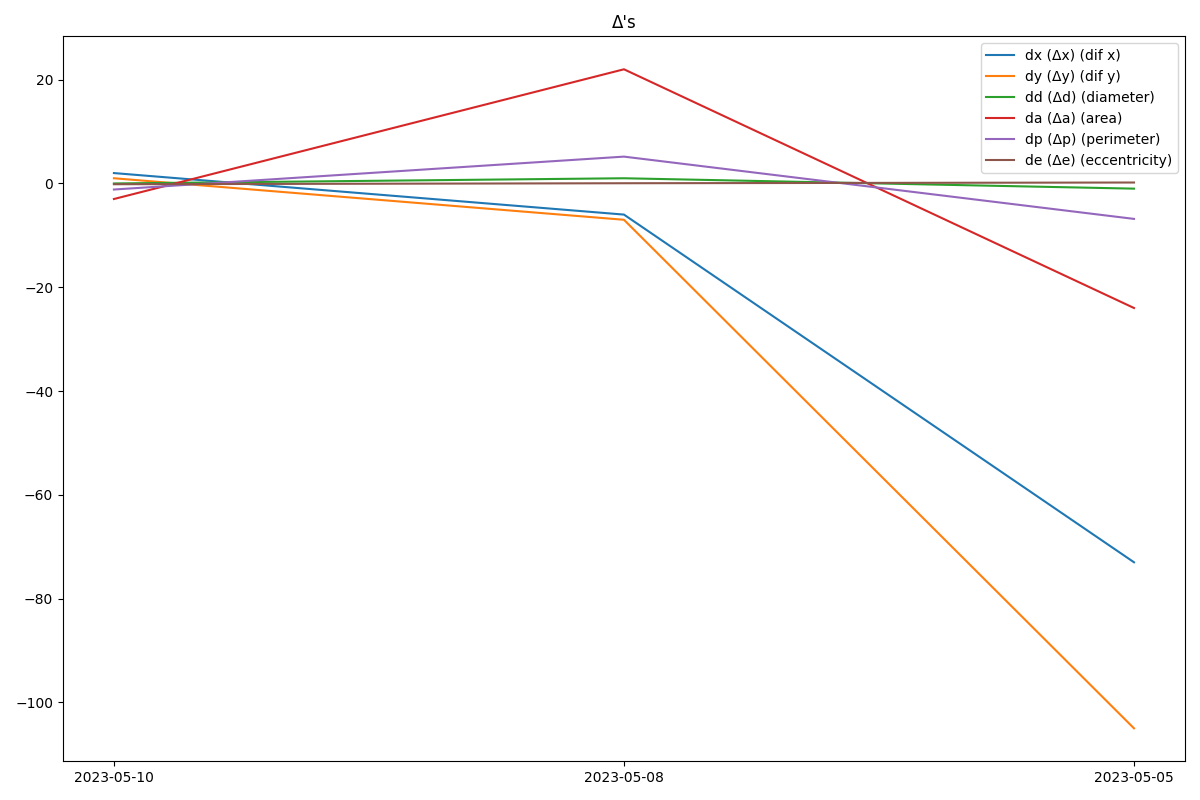 Δ's
dx (Δx) (dif x)
dy (Δy) (dif y)
dd (Δd) (diameter)
da (Δa) (area)
dp (Δp) (perimeter)
de (Δe) (eccentricity)
20
0
−20
−40
−60
−80
−100
2023-05-10
2023-05-08
2023-05-05